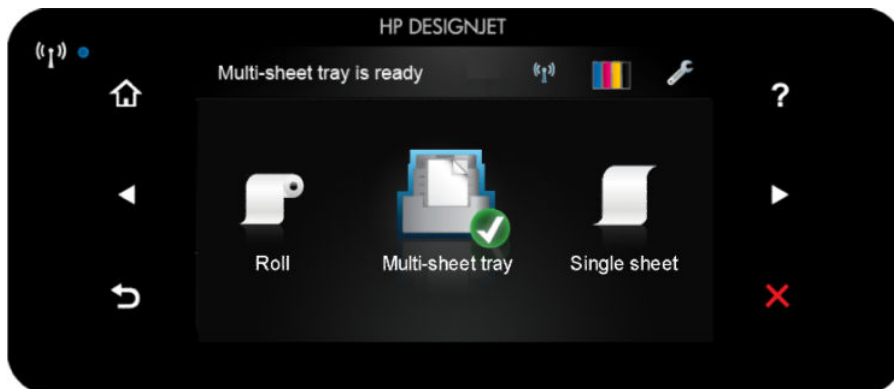 HP DESIGNJET
Multi-sheet tray is ready
?
Roll
Multi-sheet tray
Single sheet